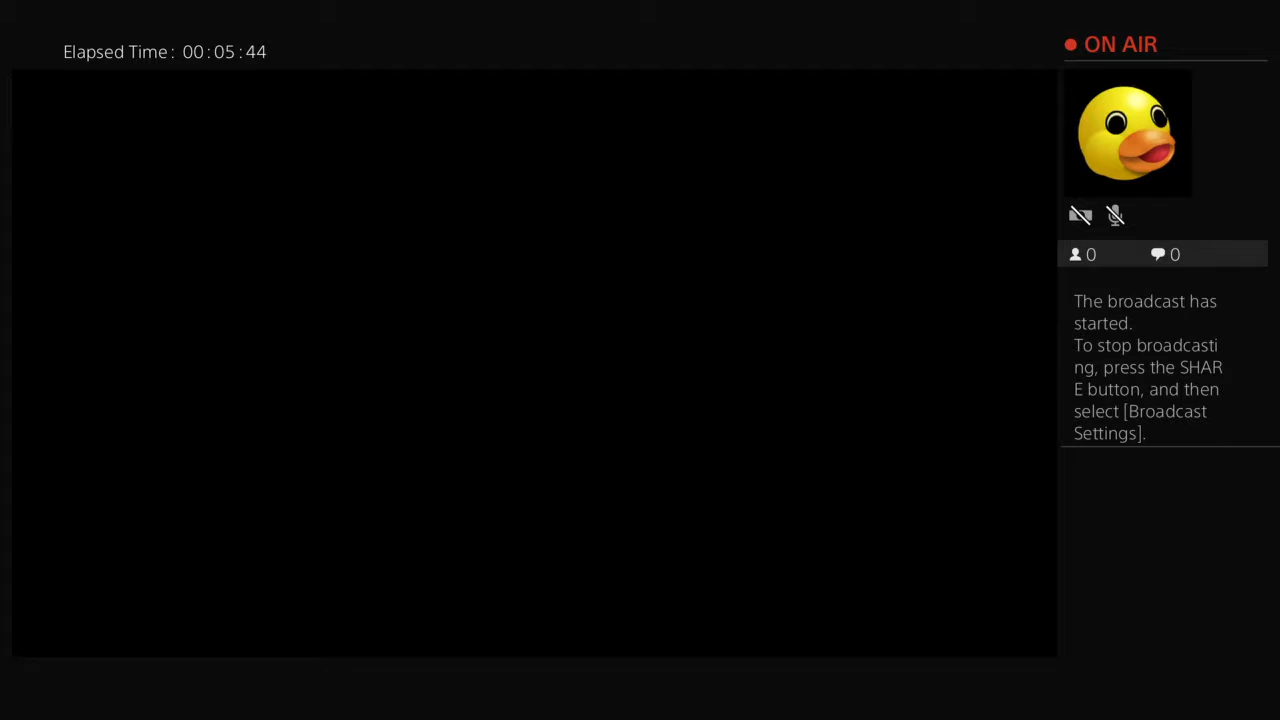 Elapsed Time: 00:05:44
ON AIR
0 0
The broadcast has
started.
To stop broadcasti
ng, press the SHAR
E button, and then
select [Broadcast
Settings].